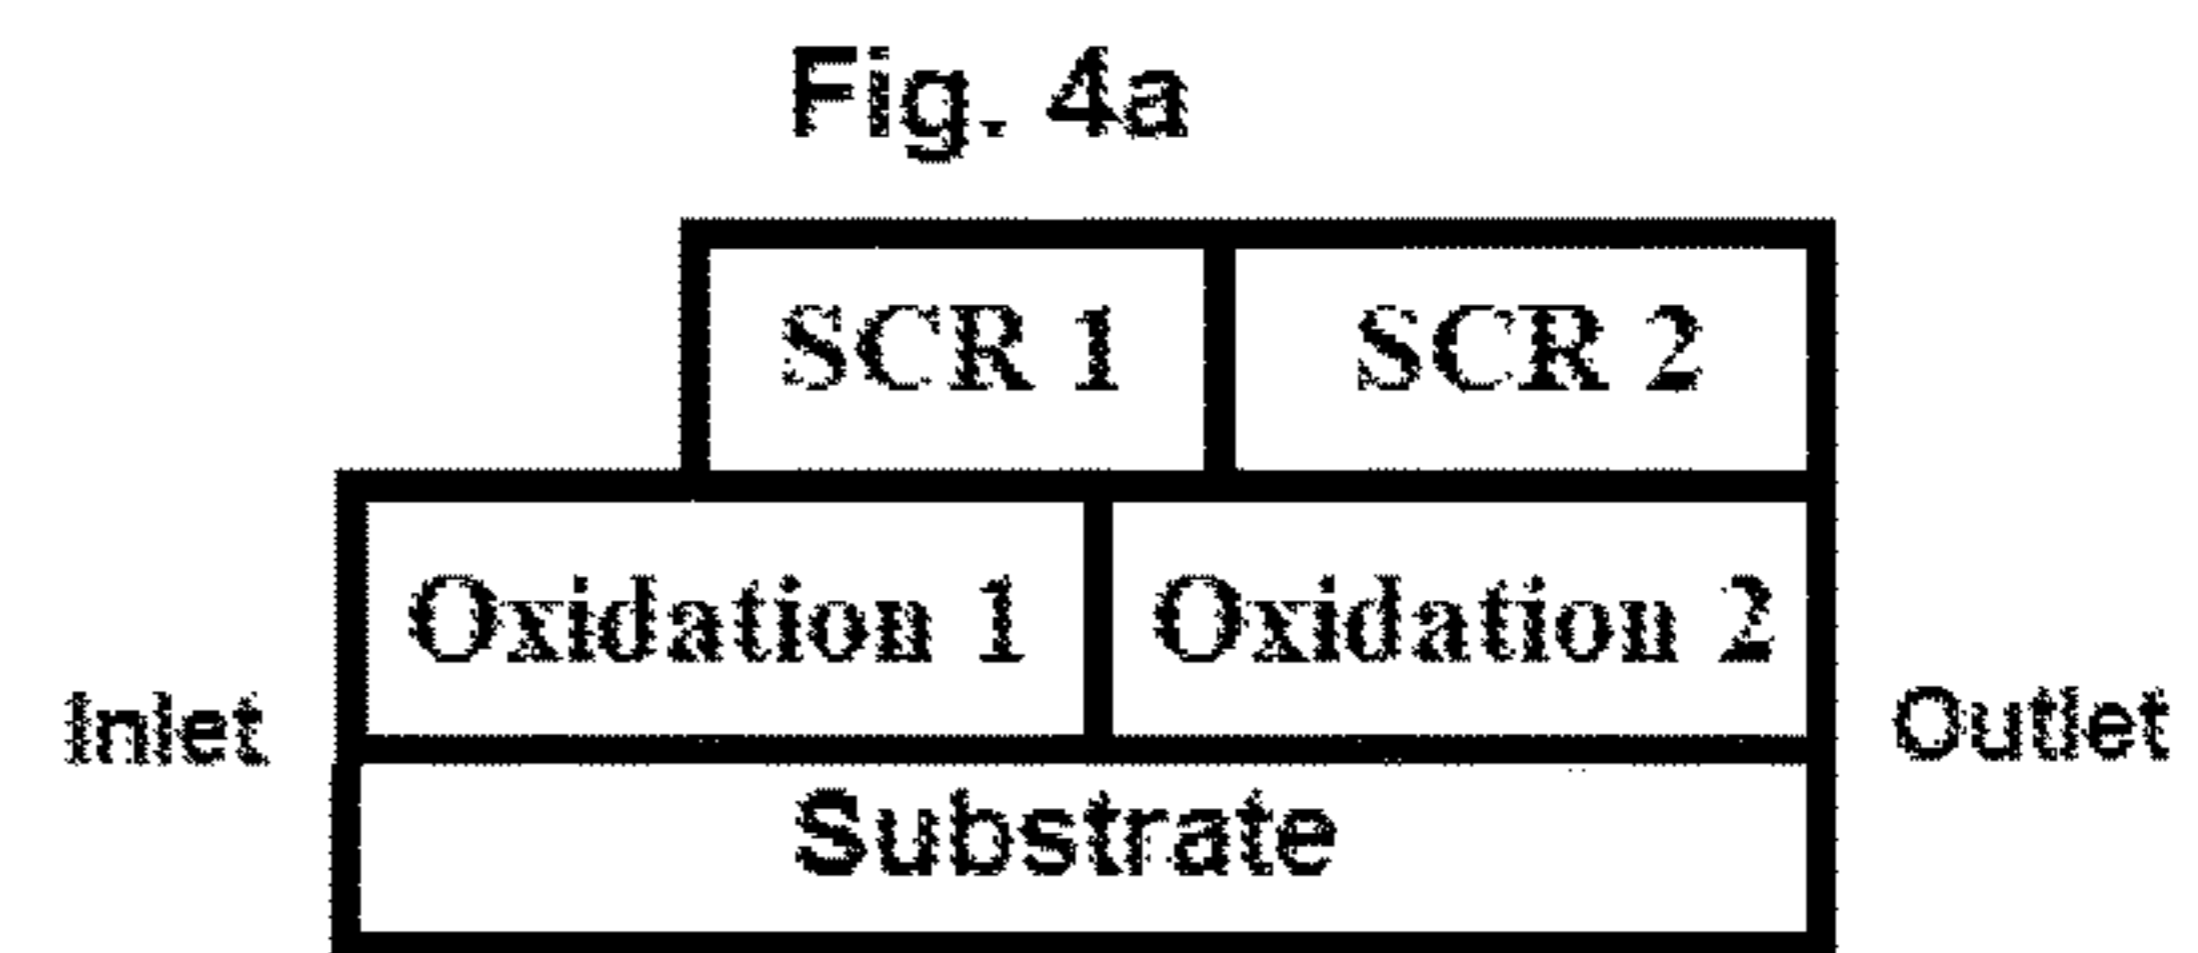 Fig. 4a
SCR 1 SCR 2
Oxidation 1 Oxidation 2
Inlet Outlet
Substrate